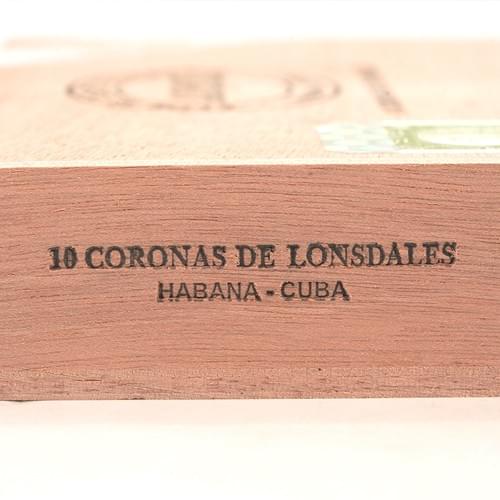 10 CORONAS DE LONSDALES
HABANA - CUBA